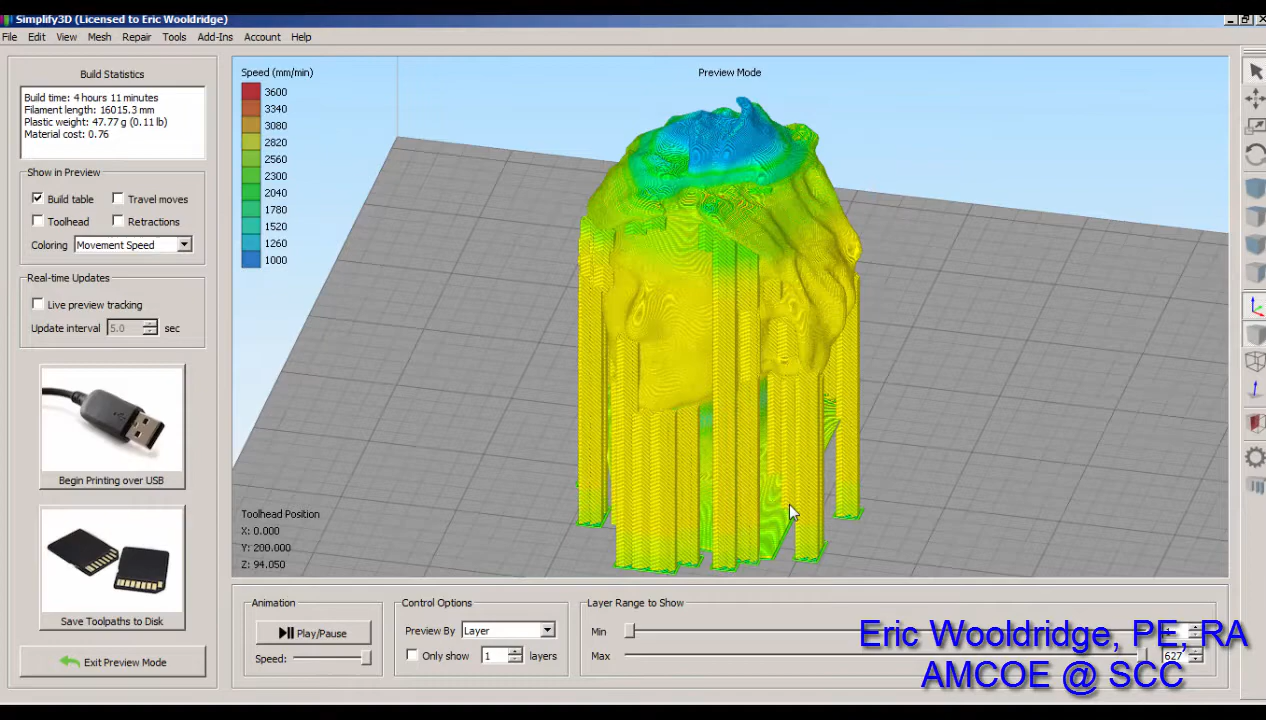 Simplify3D (Licensed to Eric Wooldridge)
File Edit View Mesh Repair Tools Add-Ins Account Help
Build Statistics
Build time: 4 hours 11 minutes
Filament length: 16015.3 mm
Plastic weight: 47.77 g (0.11 lb)
Material cost: 0.76
Show in Preview
Build table Travel moves
Toolhead Retractions
Coloring Movement Speed
Real-time Updates
Live preview tracking
Update interval 5.0 sec
Begin Printing over USB
Save Toolpaths to Disk
Exit Preview Mode
Speed (mm/min)
3600
3340
3080
2820
2560
2300
2040
1780
1520
1260
1000
Preview Mode
Toolhead Position
X: 0.000
Y: 200.000
Z: 94.050
Animation
Play/Pause
Speed:
Control Options
Preview By Layer
Only show 1 layers
Layer Range to Show
Min
Max 627
Eric Wooldridge, PE, RA
AMCOE @ SCC